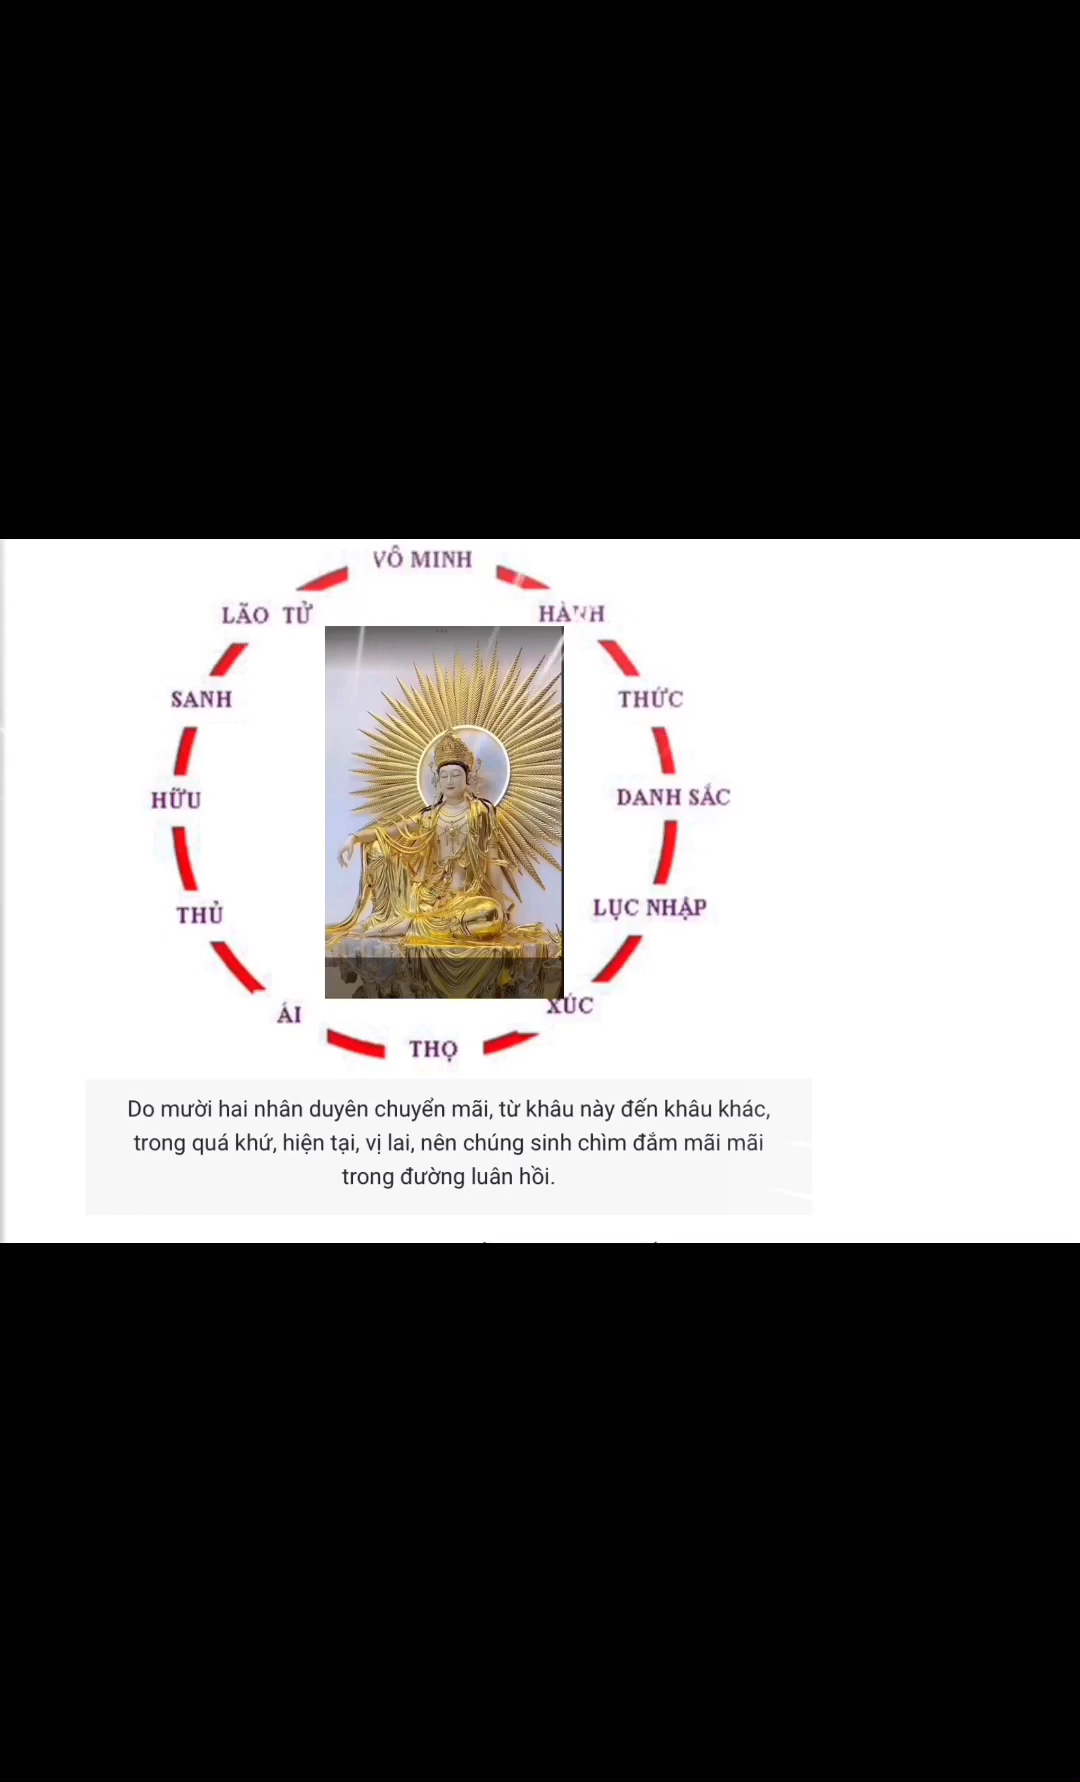 VÔ MINH
HÀNH
THỨC
DANH SẮC
LỤC NHẬP
XÚC
THỌ
ÁI
THỦ
HỮU
SANH
LÃO TỬ
Do mười hai nhân duyên chuyển mãi, từ khâu này đến khâu khác,
trong quá khứ, hiện tại, vị lai, nên chúng sinh chìm đắm mãi mãi
trong đường luân hồi.